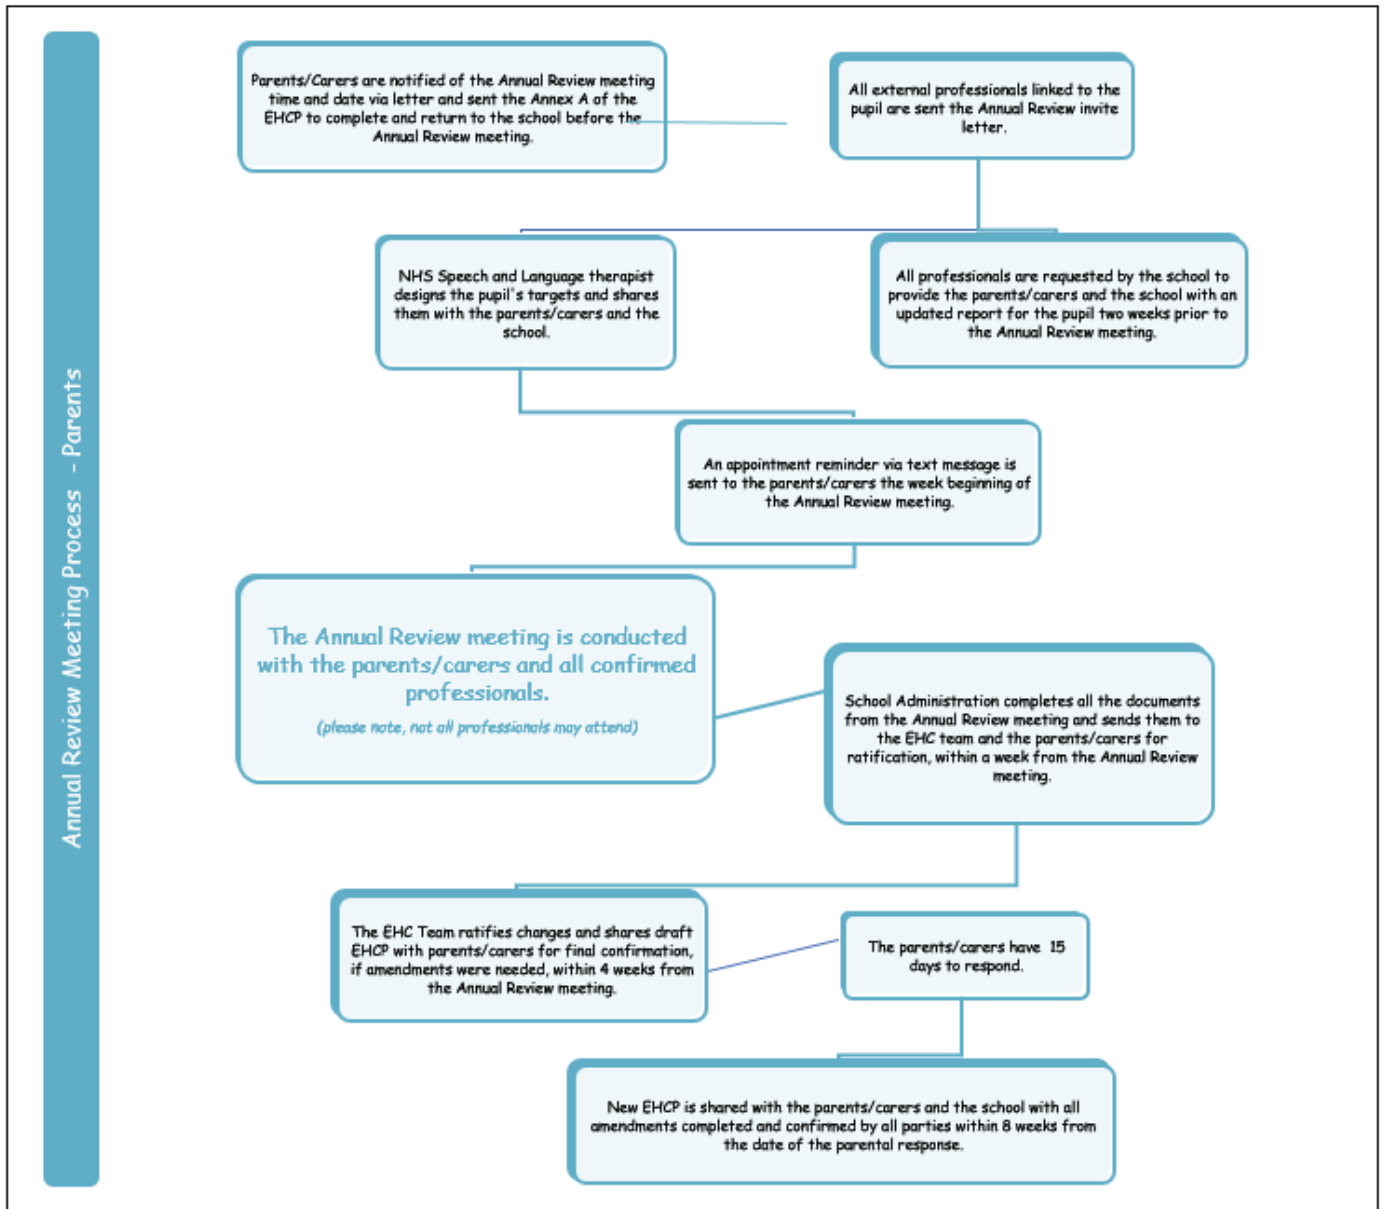 Annual Review Meeting Process - Parents
Parents/Carers are notified of the Annual Review meeting
time and date via letter and sent the Annex A of the
EHCP to complete and return to the school before the
Annual Review meeting.
All external professionals linked to the
pupil are sent the Annual Review invite
letter.
NHS Speech and Language therapist
designs the pupil's targets and shares
them with the parents/carers and the
school.
All professionals are requested by the school to
provide the parents/carers and the school with an
updated report for the pupil two weeks prior to
the Annual Review meeting.
An appointment reminder via text message is
sent to the parents/carers the week beginning of
the Annual Review meeting.
The Annual Review meeting is conducted
with the parents/carers and all confirmed
professionals.
(please note, not all professionals may attend)
School Administration completes all the documents
from the Annual Review meeting and sends them to
the EHC team and the parents/carers for
ratification, within a week from the Annual Review
meeting.
The EHC Team ratifies changes and shares draft
EHCP with parents/carers for final confirmation,
if amendments were needed, within 4 weeks from
the Annual Review meeting.
The parents/carers have 15
days to respond.
New EHCP is shared with the parents/carers and the school with all
amendments completed and confirmed by all parties within 8 weeks from
the date of the parental response.